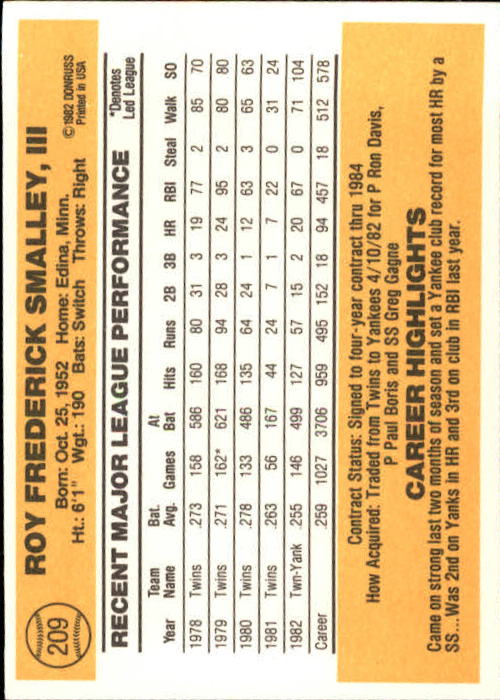 209
ROY FREDERICK SMALLEY, III
Born: Oct. 25, 1952 Home: Edina, Minn.
Ht.: 6'1" Wgt.: 190 Bats: Switch Throws: Right
©1982 DONRUSS
Printed in USA
RECENT MAJOR LEAGUE PERFORMANCE
*Denotes
Led League
Year Team Name Bat. Avg. Games At Bat Hits Runs 2B 3B HR RBI Steal Walk SO
1978 Twins .273 158 586 160 80 31 3 19 77 2 85 70
1979 Twins .271 162* 621 168 94 28 3 24 95 2 80 80
1980 Twins .278 133 486 135 64 24 1 12 63 3 65 63
1981 Twins .263 56 167 44 24 7 1 7 22 0 31 24
1982 Twn-Yank .255 146 499 127 57 15 2 20 67 0 71 104
Career .259 1027 3706 959 495 152 18 94 457 18 512 578
Contract Status: Signed to four-year contract thru 1984
How Acquired: Traded from Twins to Yankees 4/10/82 for P Ron Davis,
P Paul Boris and SS Greg Gagne
CAREER HIGHLIGHTS
Came on strong last two months of season and set a Yankee club record for most HR by a
SS...Was 2nd on Yanks in HR and 3rd on club in RBI last year.